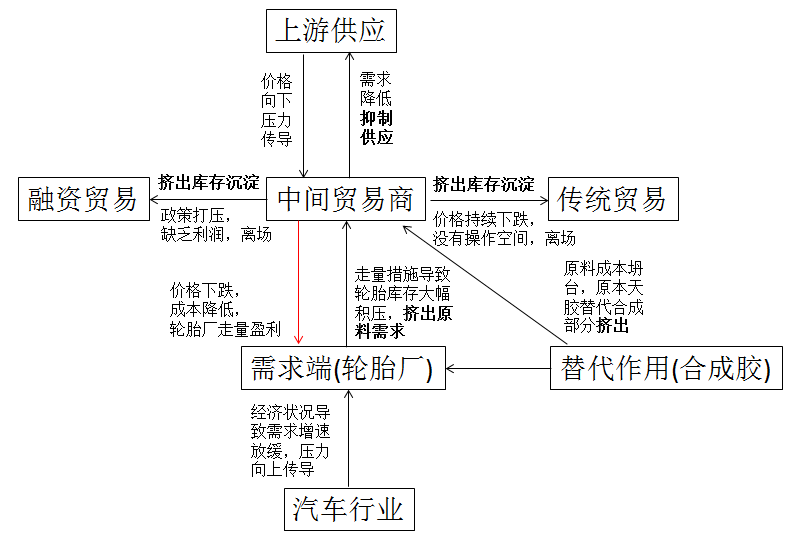 上游供应
价格
向下
压力
传导
需求
降低
抑制
供应
挤出库存沉淀
挤出库存沉淀
融资贸易
中间贸易商
传统贸易
政策打压，
缺乏利润，离场
价格持续下跌，
没有操作空间，离场
价格下跌，
成本降低，
轮胎厂走量盈利
走量措施导致
轮胎库存大幅
积压，挤出原
料需求
原料成本坍
台，原本天
胶替代合成
部分挤出
需求端(轮胎厂)
替代作用(合成胶)
经济状况导
致需求增速
放缓，压力
向上传导
汽车行业